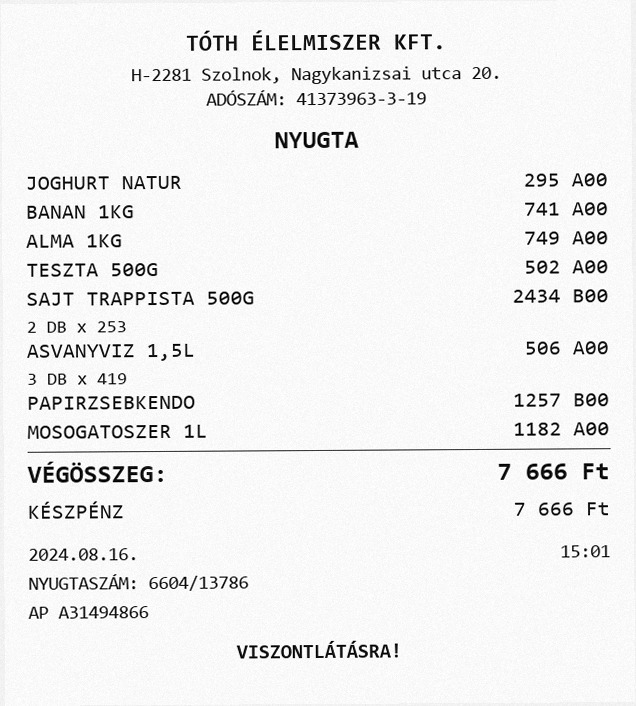 TÓTH ÉLELMISZER KFT.
H-2281 Szolnok, Nagykanizsai utca 20.
ADÓSZÁM: 41373963-3-19
NYUGTA
JOGHURT NATUR 295 A00
BANAN 1KG 741 A00
ALMA 1KG 749 A00
TESZTA 500G 502 A00
SAJT TRAPPISTA 500G 2434 B00
2 DB x 253
ASVANYVIZ 1,5L 506 A00
3 DB x 419
PAPIRZSEBKENDO 1257 B00
MOSOGATOSZER 1L 1182 A00
VÉGÖSSZEG: 7 666 Ft
KÉSZPÉNZ 7 666 Ft
2024.08.16. 15:01
NYUGTASZÁM: 6604/13786
AP A31494866
VISZONTLÁTÁSRA!